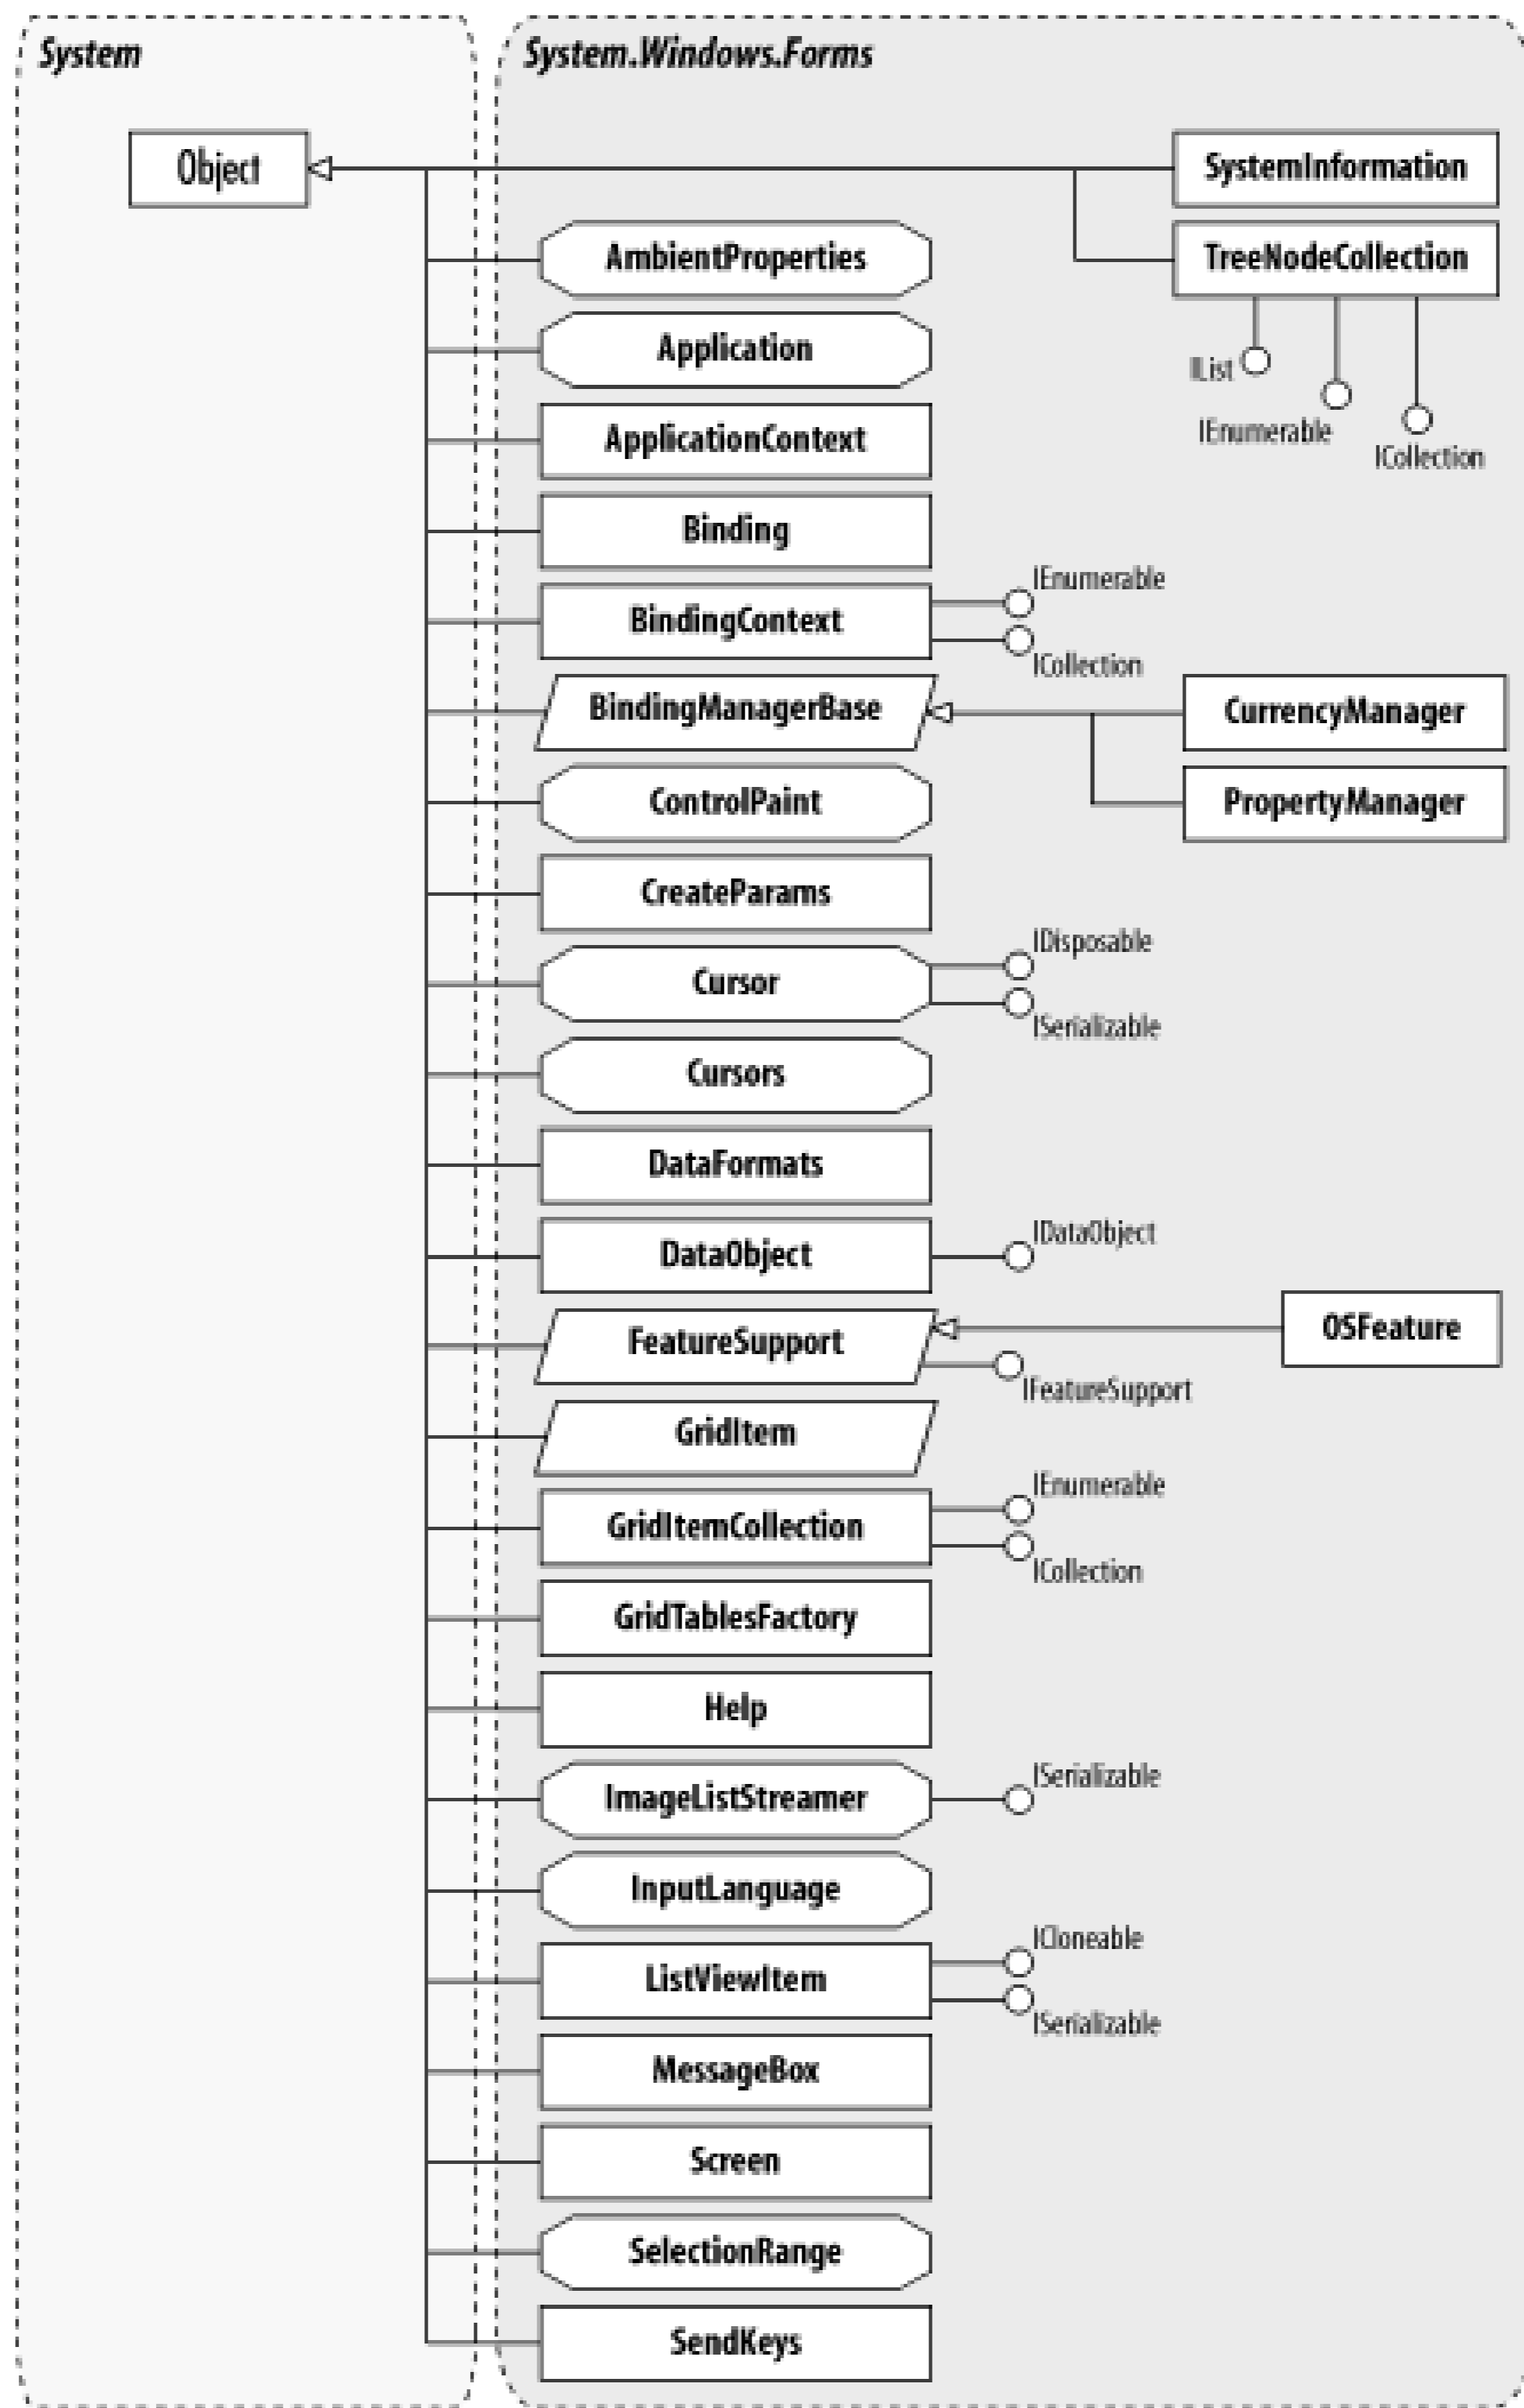 System
System.Windows.Forms
Object
SystemInformation
AmbientProperties
TreeNodeCollection
Application
IList
IEnumerable
ICollection
ApplicationContext
Binding
IEnumerable
BindingContext
ICollection
BindingManagerBase
CurrencyManager
ControlPaint
PropertyManager
CreateParams
IDisposable
Cursor
ISerializable
Cursors
DataFormats
IDataObject
DataObject
OSFeature
FeatureSupport
IFeatureSupport
GridItem
IEnumerable
GridItemCollection
ICollection
GridTablesFactory
Help
ISerializable
ImageListStreamer
InputLanguage
ICloneable
ListViewItem
ISerializable
MessageBox
Screen
SelectionRange
SendKeys